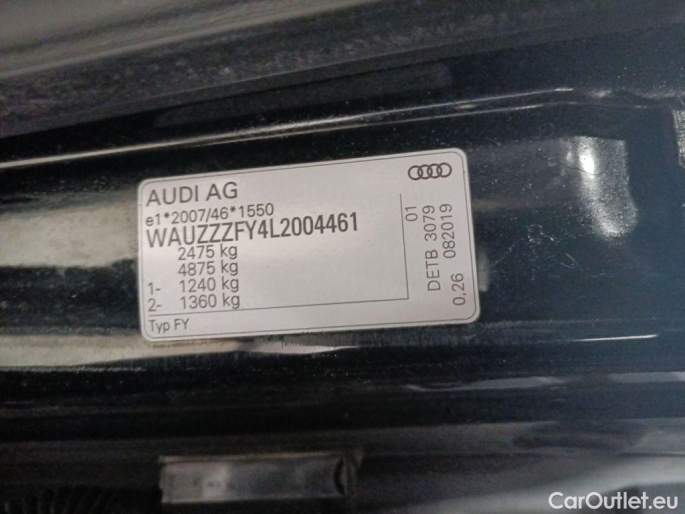 AUDI AG
e1*2007/46*1550
WAUZZZFY4L2004461
2475 kg
4875 kg
1- 1240 kg
2- 1360 kg
Typ FY
01
DETB 3079
0,26 082019
CarOutlet.eu